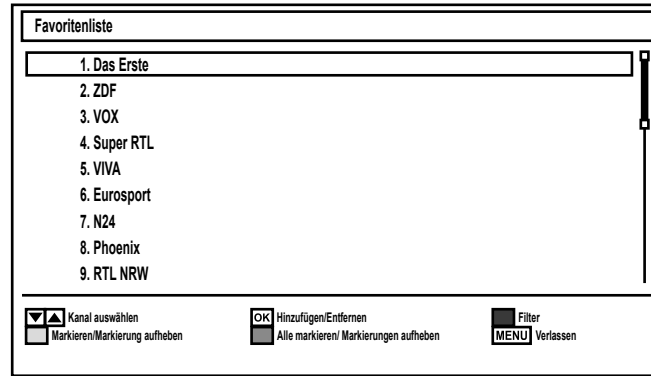 Favoritenliste
1. Das Erste
2. ZDF
3. VOX
4. Super RTL
5. VIVA
6. Eurosport
7. N24
8. Phoenix
9. RTL NRW
Kanal auswählen OK Hinzufügen/Entfernen Filter
Markieren/Markierung aufheben Alle markieren/ Markierungen aufheben MENU Verlassen